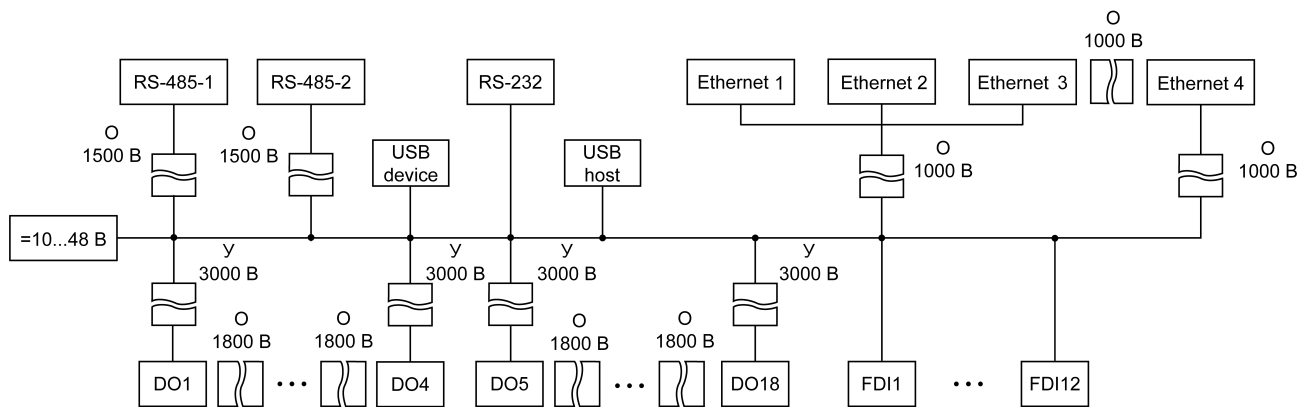 О
1000 В
RS-485-1
RS-485-2
RS-232
Ethernet 1
Ethernet 2
Ethernet 3
Ethernet 4
О
1500 В
О
1500 В
USB
device
USB
host
О
1000 В
О
1000 В
=10...48 В
У
3000 В
У
3000 В
У
3000 В
У
3000 В
О
1800 В
О
1800 В
О
1800 В
О
1800 В
DO1
...
DO4
DO5
...
DO18
FDI1
...
FDI12